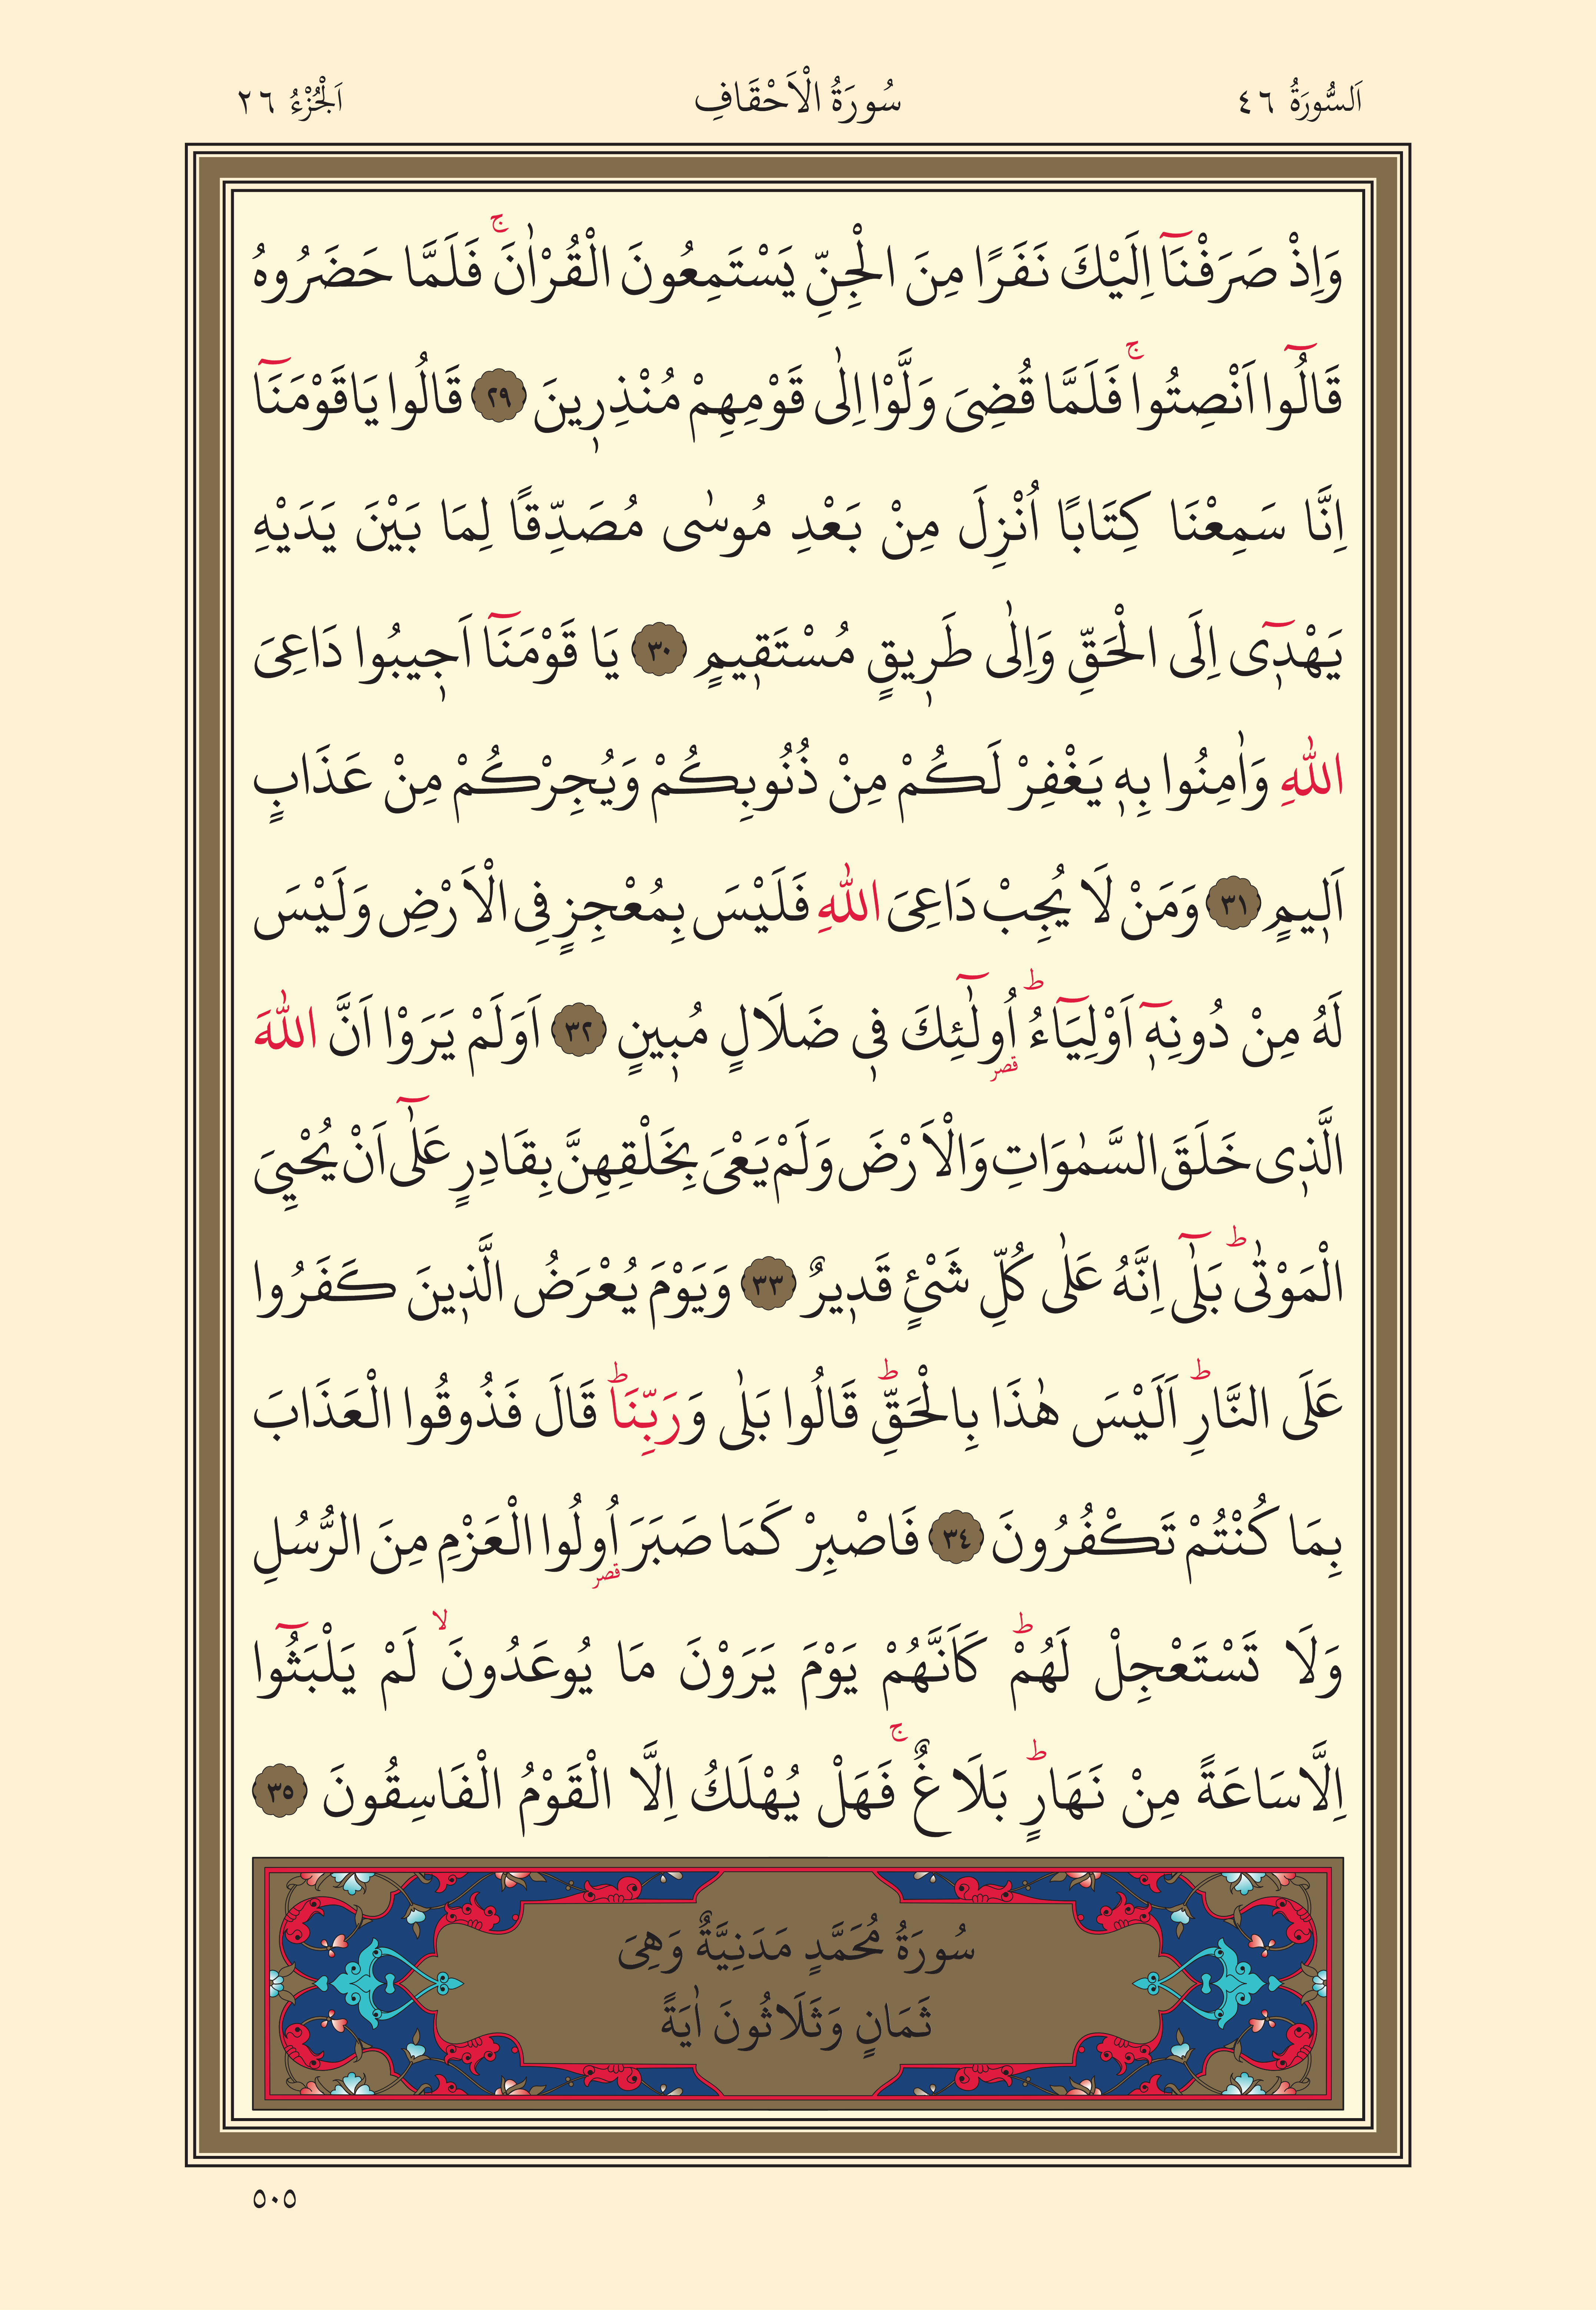 اَلسُّورَةُ ٤٦ سُورَةُ الْاَحْقَافِ اَلْجُزْءُ ٢٦
وَاِذْ صَرَفْنَٓا اِلَيْكَ نَفَرًا مِنَ الْجِنِّ يَسْتَمِعُونَ الْقُرْاٰنَۚ فَلَمَّا حَضَرُوهُ
قَالُٓوا اَنْصِتُواۚ فَلَمَّا قُضِىَ وَلَّوْا اِلٰى قَوْمِهِمْ مُنْذِر۪ينَ ﴿٢٩﴾ قَالُوا يَاقَوْمَنَٓا
اِنَّا سَمِعْنَا كِتَابًا اُنْزِلَ مِنْ بَعْدِ مُوسٰى مُصَدِّقًا لِمَا بَيْنَ يَدَيْهِ
يَهْد۪ٓى اِلَى الْحَقِّ وَاِلٰى طَر۪يقٍ مُسْتَق۪يمٍ ﴿٣٠﴾ يَا قَوْمَنَٓا اَج۪يبُوا دَاعِىَ
اللّٰهِ وَاٰمِنُوا بِه۪ يَغْفِرْ لَكُمْ مِنْ ذُنُوبِكُمْ وَيُجِرْكُمْ مِنْ عَذَابٍ
اَل۪يمٍ ﴿٣١﴾ وَمَنْ لَا يُجِبْ دَاعِىَ اللّٰهِ فَلَيْسَ بِمُعْجِزٍ فِى الْاَرْضِ وَلَيْسَ
لَهُ مِنْ دُونِه۪ٓ اَوْلِيَٓاءُۜ اُو۬لٰٓئِكَ ف۪ى ضَلَالٍ مُب۪ينٍ ﴿٣٢﴾ اَوَلَمْ يَرَوْا اَنَّ اللّٰهَ
الَّذ۪ى خَلَقَ السَّمٰوَاتِ وَالْاَرْضَ وَلَمْ يَعْىَ بِخَلْقِهِنَّ بِقَادِرٍ عَلٰٓى اَنْ يُحْيِىَ
الْمَوْتٰىۜ بَلٰٓى اِنَّهُ عَلٰى كُلِّ شَىْءٍ قَد۪يرٌ ﴿٣٣﴾ وَيَوْمَ يُعْرَضُ الَّذ۪ينَ كَفَرُوا
عَلَى النَّارِۜ اَلَيْسَ هٰذَا بِالْحَقِّۜ قَالُوا بَلٰى وَرَبِّنَاۜ قَالَ فَذُوقُوا الْعَذَابَ
بِمَا كُنْتُمْ تَكْفُرُونَ ﴿٣٤﴾ فَاصْبِرْ كَمَا صَبَرَ اُو۬لُوا الْعَزْمِ مِنَ الرُّسُلِ
وَلَا تَسْتَعْجِلْ لَهُمْۜ كَاَنَّهُمْ يَوْمَ يَرَوْنَ مَا يُوعَدُونَۙ لَمْ يَلْبَثُٓوا
اِلَّا سَاعَةً مِنْ نَهَارٍۜ بَلَاغٌۚ فَهَلْ يُهْلَكُ اِلَّا الْقَوْمُ الْفَاسِقُونَ ﴿٣٥﴾
سُورَةُ مُحَمَّدٍ مَدَنِيَّةٌ وَهِىَ
ثَمَانٍ وَثَلَاثُونَ اٰيَةً
٥٠٥